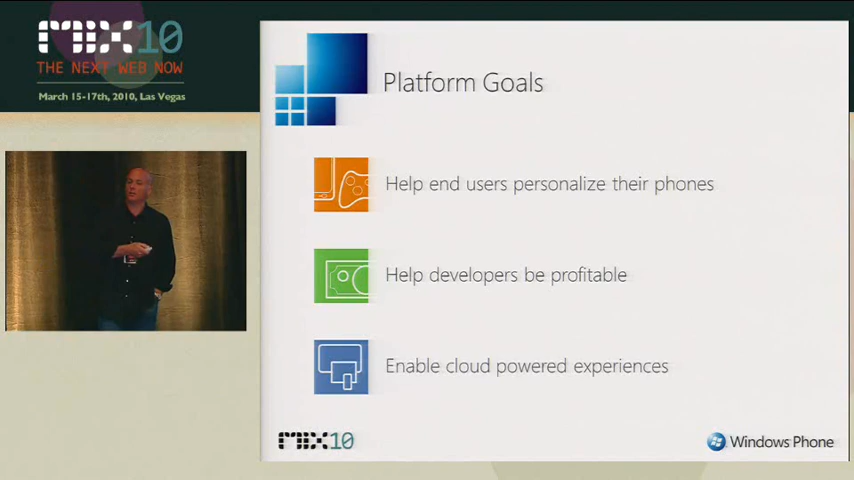 MIX10
THE NEXT WEB NOW
March 15-17th, 2010, Las Vegas
Platform Goals
Help end users personalize their phones
Help developers be profitable
Enable cloud powered experiences
MIX10
Windows Phone